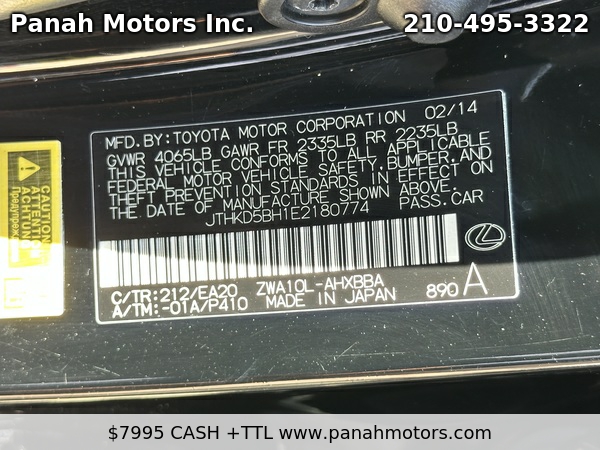 Panah Motors Inc. 210-495-3322
CAUTION
ATTENTION
ACHTUNG
MFD.BY:TOYOTA MOTOR CORPORATION 02/14
GVWR 4065LB GAWR FR 2335LB RR 2235LB
THIS VEHICLE CONFORMS TO ALL APPLICABLE
FEDERAL MOTOR VEHICLE SAFETY,BUMPER,AND
THEFT PREVENTION STANDARDS IN EFFECT ON
THE DATE OF MANUFACTURE SHOWN ABOVE.
JTHKD5BH1E2180774 PASS.CAR
C/TR:212/EA20 ZWA10L-AHXBBA
A/TM:-01A/P410 MADE IN JAPAN 890 A
$7995 CASH +TTL www.panahmotors.com